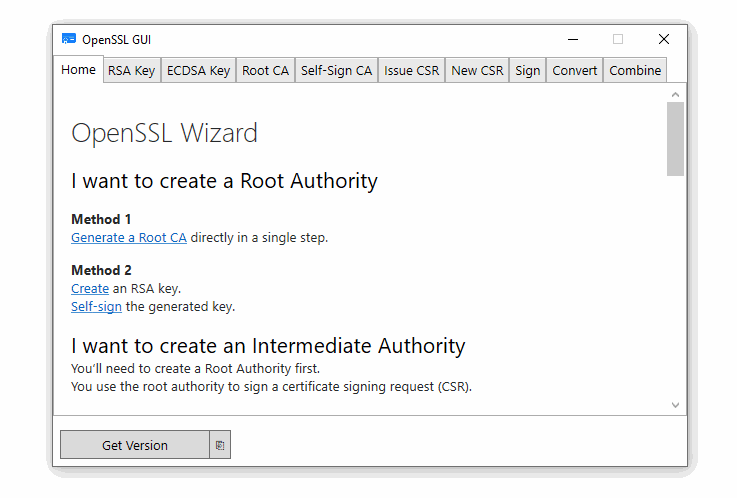 OpenSSL GUI
Home RSA Key ECDSA Key Root CA Self-Sign CA Issue CSR New CSR Sign Convert Combine
OpenSSL Wizard
I want to create a Root Authority
Method 1
Generate a Root CA directly in a single step.
Method 2
Create an RSA key.
Self-sign the generated key.
I want to create an Intermediate Authority
You’ll need to create a Root Authority first.
You use the root authority to sign a certificate signing request (CSR).
Get Version